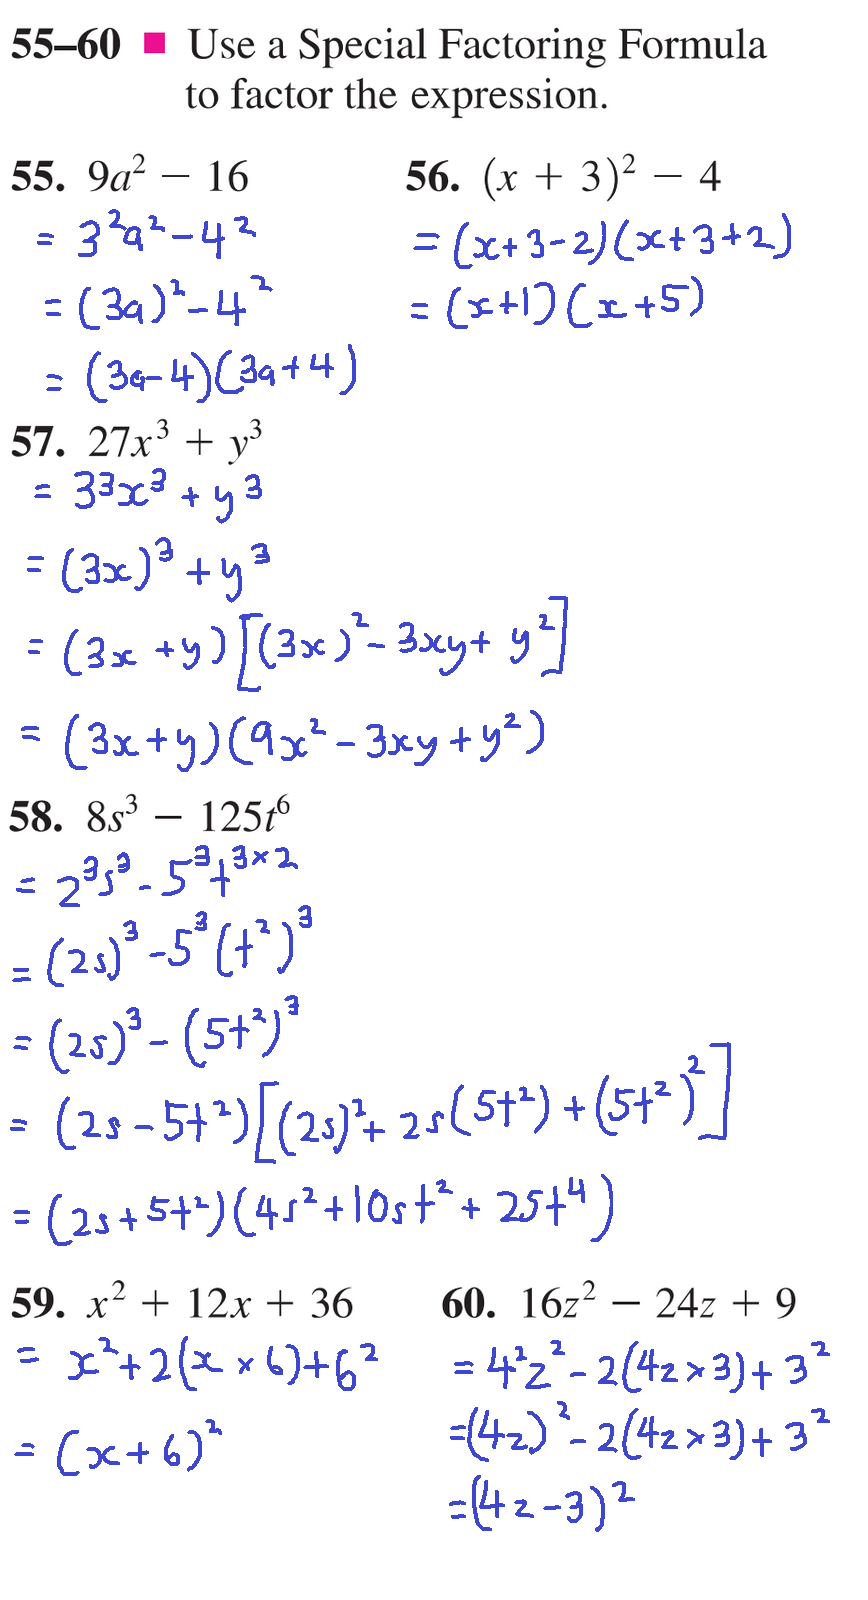 55–60 ■ Use a Special Factoring Formula
to factor the expression.
55. 9a² − 16
= 3²a² − 4²
= (3a)² − 4²
= (3a−4)(3a+4)
56. (x + 3)² − 4
= (x+3−2)(x+3+2)
= (x+1)(x+5)
57. 27x³ + y³
= 3³x³ + y³
= (3x)³ + y³
= (3x + y)[(3x)² − 3xy + y²]
= (3x+y)(9x² − 3xy + y²)
58. 8s³ − 125t⁶
= 2³s³ − 5³t³ˣ²
= (2s)³ − 5³(t²)³
= (2s)³ − (5t²)³
= (2s − 5t²)[(2s)² + 2s(5t²) + (5t²)²]
= (2s + 5t²)(4s² + 10st² + 25t⁴)
59. x² + 12x + 36
= x² + 2(x × 6) + 6²
= (x+6)²
60. 16z² − 24z + 9
= 4²z² − 2(4z×3) + 3²
= (4z)² − 2(4z×3) + 3²
= (4z−3)²